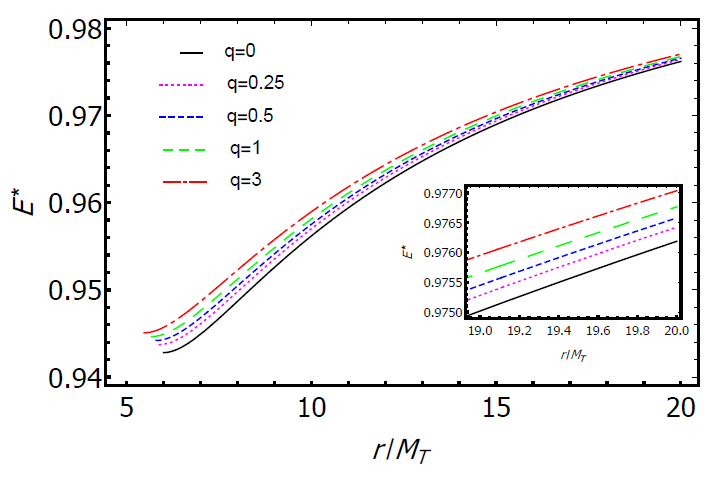 0.98
0.97
0.96
0.95
0.94
E*
q=0
q=0.25
q=0.5
q=1
q=3
0.9770
0.9765
0.9760
0.9755
0.9750
E*
19.0 19.2 19.4 19.6 19.8 20.0
r/M_T
5 10 15 20
r/M_T